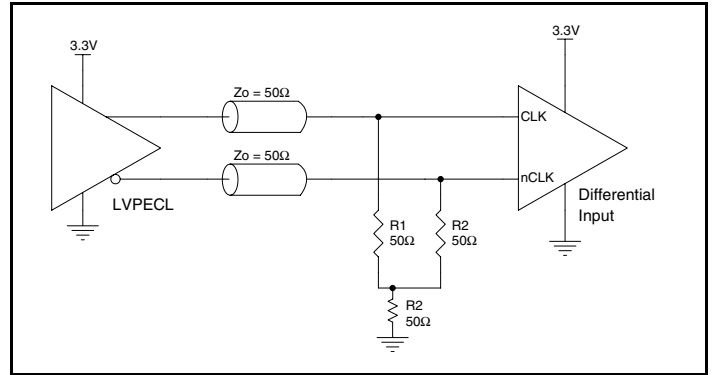 3.3V
3.3V
Zo = 50Ω
CLK
Zo = 50Ω
nCLK
LVPECL
Differential
Input
R1
50Ω
R2
50Ω
R2
50Ω